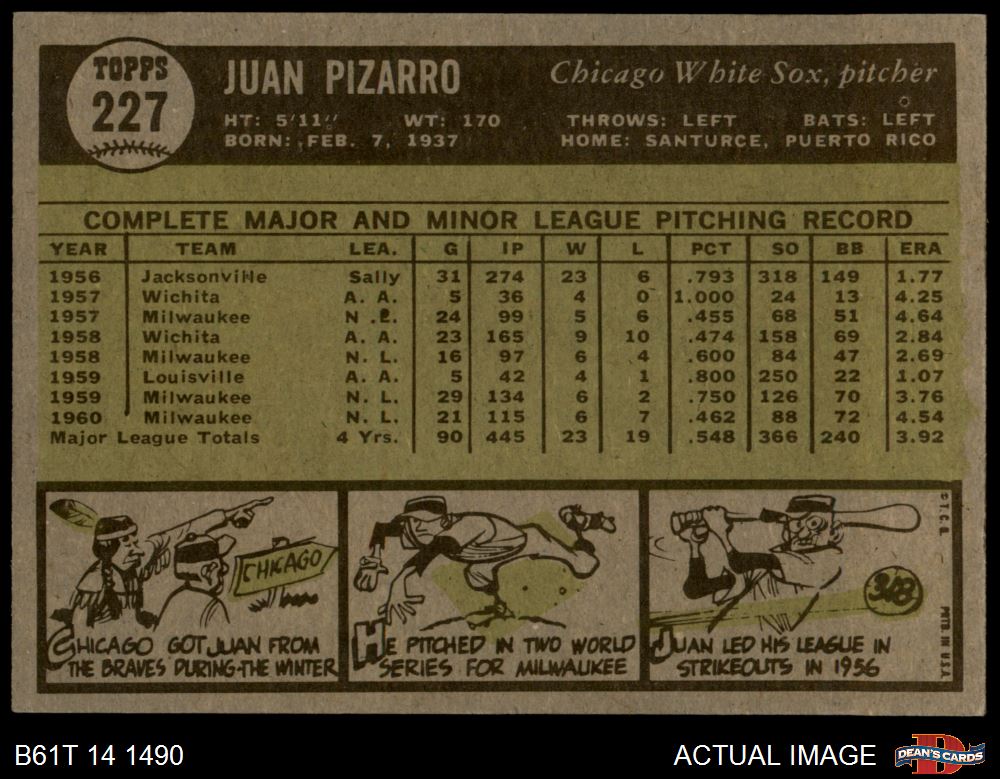 TOPPS
227
JUAN PIZARRO
Chicago White Sox, pitcher
HT: 5'11" WT: 170 THROWS: LEFT BATS: LEFT
BORN: FEB. 7, 1937 HOME: SANTURCE, PUERTO RICO
COMPLETE MAJOR AND MINOR LEAGUE PITCHING RECORD
YEAR TEAM LEA. G IP W L PCT SO BB ERA
1956 Jacksonville Sally 31 274 23 6 .793 318 149 1.77
1957 Wichita A. A. 5 36 4 0 1.000 24 13 4.25
1957 Milwaukee N .L. 24 99 5 6 .455 68 51 4.64
1958 Wichita A. A. 23 165 9 10 .474 158 69 2.84
1958 Milwaukee N. L. 16 97 6 4 .600 84 47 2.69
1959 Louisville A. A. 5 42 4 1 .800 250 22 1.07
1959 Milwaukee N. L. 29 134 6 2 .750 126 70 3.76
1960 Milwaukee N. L. 21 115 6 7 .462 88 72 4.54
Major League Totals 4 Yrs. 90 445 23 19 .548 366 240 3.92
CHICAGO
CHICAGO GOT JUAN FROM
THE BRAVES DURING THE WINTER
HE PITCHED IN TWO WORLD
SERIES FOR MILWAUKEE
318
JUAN LED HIS LEAGUE IN
STRIKEOUTS IN 1956
© T.C.G.
PRTD IN U.S.A.
B61T 14 1490
ACTUAL IMAGE
DEAN'S CARDS